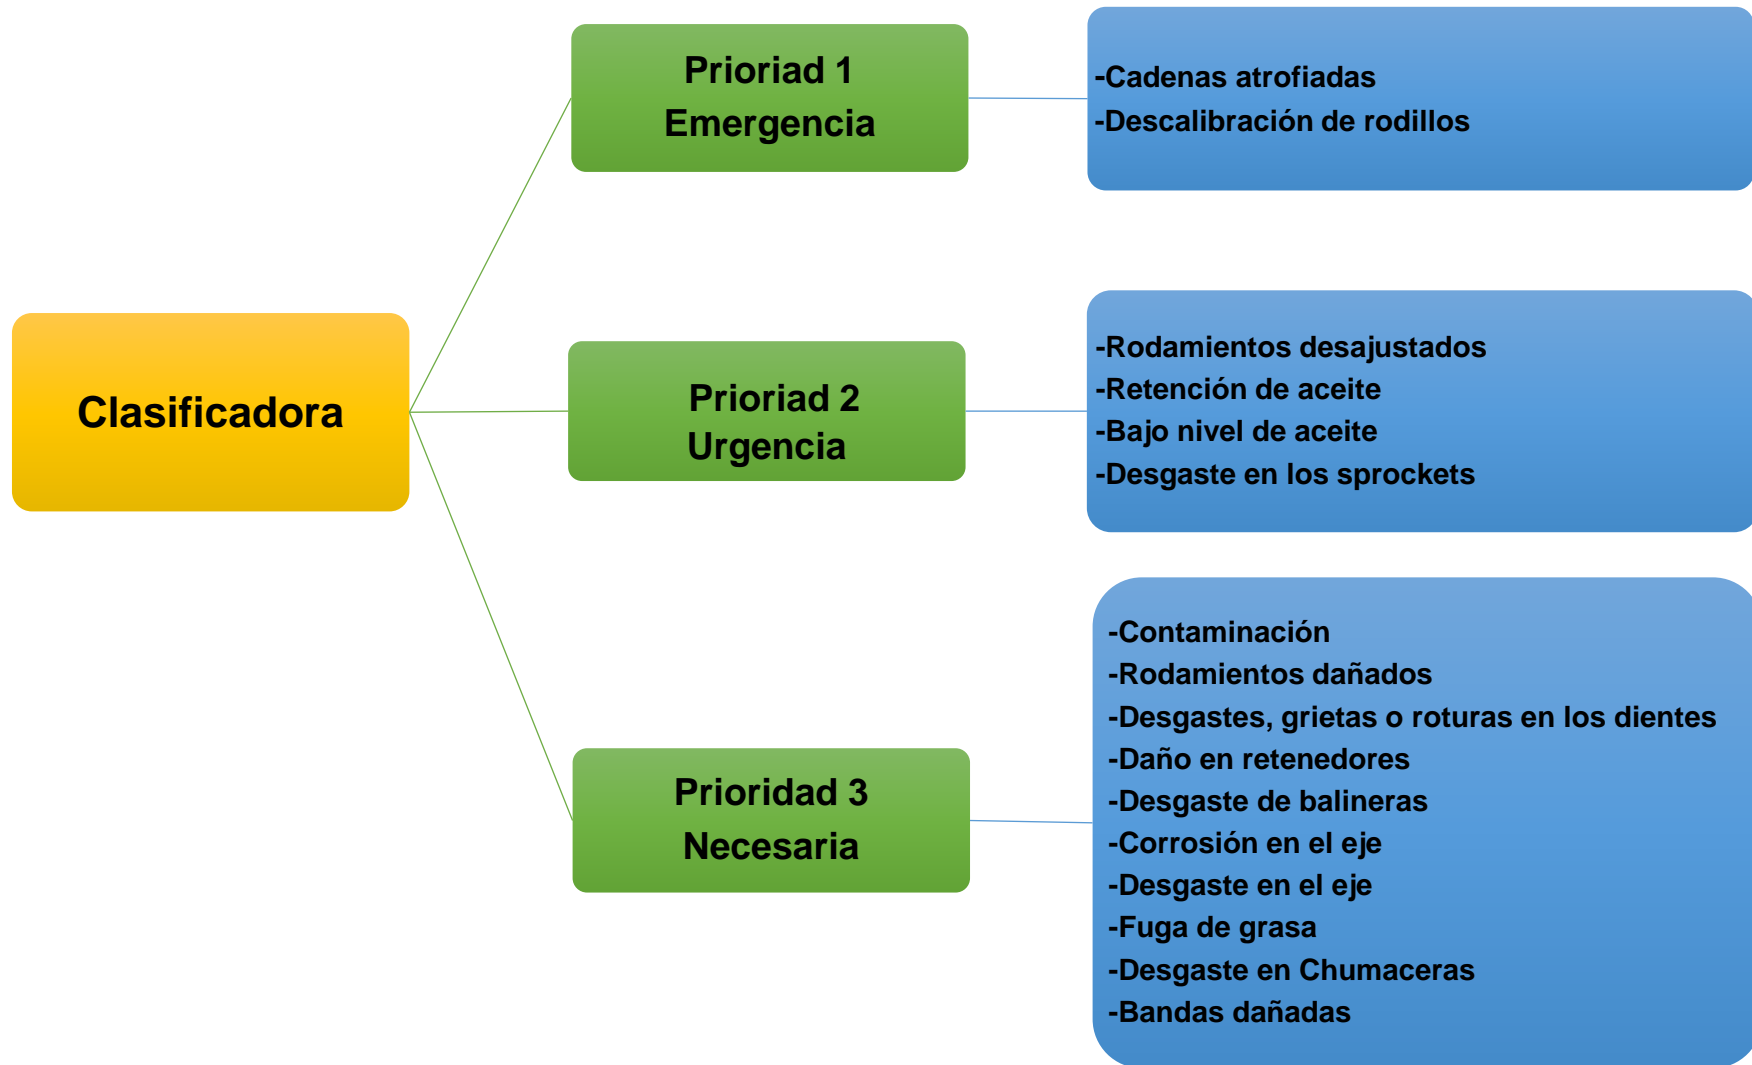 Clasificadora
Prioriad 1
Emergencia
-Cadenas atrofiadas
-Descalibración de rodillos
Prioriad 2
Urgencia
-Rodamientos desajustados
-Retención de aceite
-Bajo nivel de aceite
-Desgaste en los sprockets
Prioridad 3
Necesaria
-Contaminación
-Rodamientos dañados
-Desgastes, grietas o roturas en los dientes
-Daño en retenedores
-Desgaste de balineras
-Corrosión en el eje
-Desgaste en el eje
-Fuga de grasa
-Desgaste en Chumaceras
-Bandas dañadas